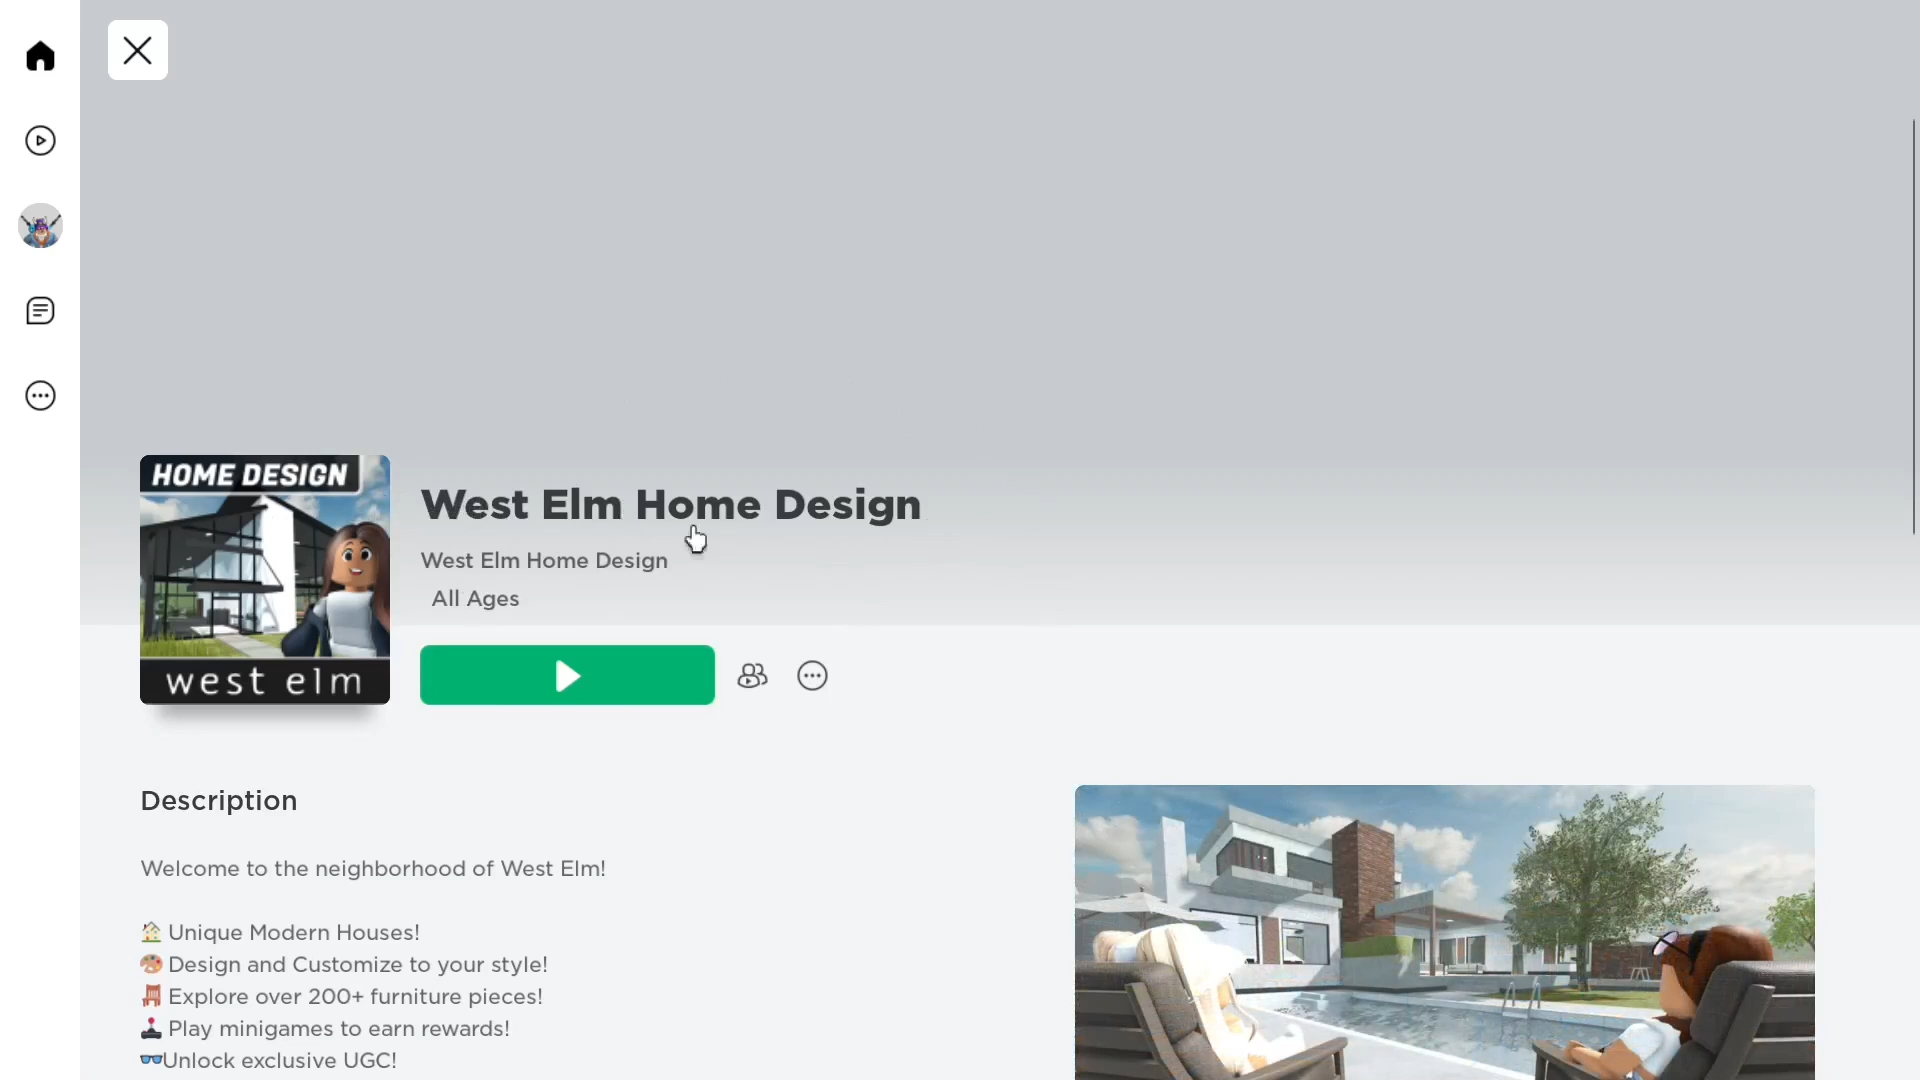 HOME DESIGN
west elm
West Elm Home Design
West Elm Home Design
All Ages
Description
Welcome to the neighborhood of West Elm!
🏠 Unique Modern Houses!
🎨 Design and Customize to your style!
🪑 Explore over 200+ furniture pieces!
🕹️ Play minigames to earn rewards!
🕶️Unlock exclusive UGC!